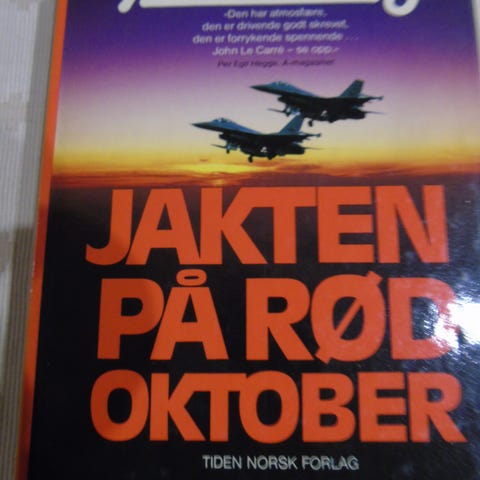 -Den har atmosfære,
den er drivende godt skrevet,
den er forrykende spennende...
John Le Carré – se opp.-
Per Egil Hegge, A-magasinet
JAKTEN
PÅ RØD
OKTOBER
TIDEN NORSK FORLAG